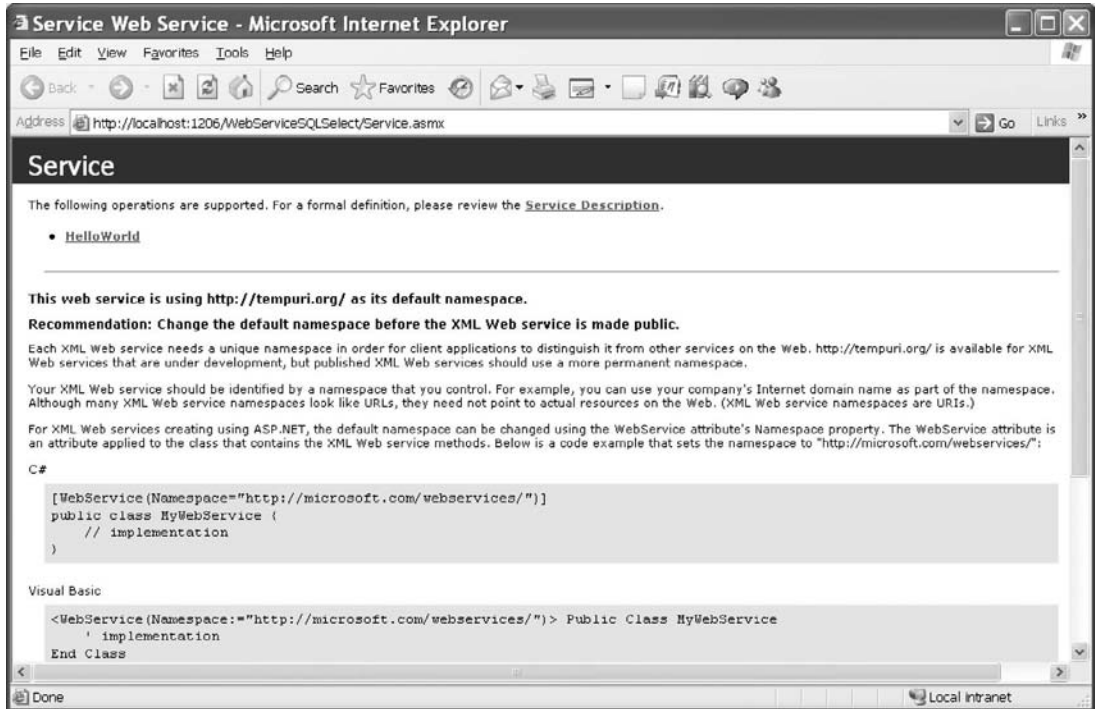 Service Web Service - Microsoft Internet Explorer
File Edit View Favorites Tools Help
Back Search Favorites
Address http://localhost:1206/WebServiceSQLSelect/Service.asmx Go Links »
Service
The following operations are supported. For a formal definition, please review the Service Description.
• HelloWorld
This web service is using http://tempuri.org/ as its default namespace.
Recommendation: Change the default namespace before the XML Web service is made public.
Each XML Web service needs a unique namespace in order for client applications to distinguish it from other services on the Web. http://tempuri.org/ is available for XML
Web services that are under development, but published XML Web services should use a more permanent namespace.
Your XML Web service should be identified by a namespace that you control. For example, you can use your company's Internet domain name as part of the namespace.
Although many XML Web service namespaces look like URLs, they need not point to actual resources on the Web. (XML Web service namespaces are URIs.)
For XML Web services creating using ASP.NET, the default namespace can be changed using the WebService attribute's Namespace property. The WebService attribute is
an attribute applied to the class that contains the XML Web service methods. Below is a code example that sets the namespace to "http://microsoft.com/webservices/":
C#
[WebService(Namespace="http://microsoft.com/webservices/")]
public class MyWebService {
// implementation
}
Visual Basic
<WebService(Namespace:="http://microsoft.com/webservices/")> Public Class MyWebService
' implementation
End Class
Done Local intranet